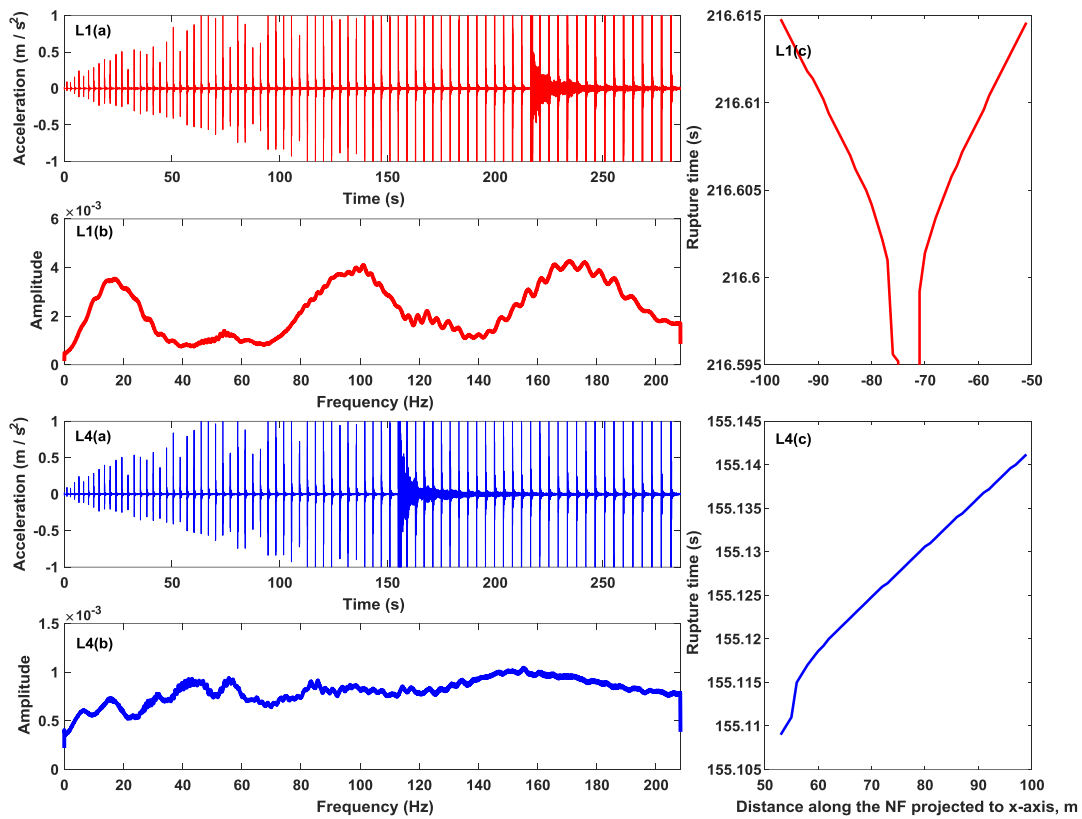 L1(a)
Acceleration (m / s²)
1
0.5
0
-0.5
-1
0 50 100 150 200 250
Time (s)
×10⁻³
L1(b)
Amplitude
6
4
2
0
0 20 40 60 80 100 120 140 160 180 200
Frequency (Hz)
L1(c)
Rupture time (s)
216.615
216.61
216.605
216.6
216.595
-100 -90 -80 -70 -60 -50
L4(a)
Acceleration (m / s²)
1
0.5
0
-0.5
-1
0 50 100 150 200 250
Time (s)
×10⁻³
L4(b)
Amplitude
1.5
1
0.5
0
0 20 40 60 80 100 120 140 160 180 200
Frequency (Hz)
L4(c)
Rupture time (s)
155.145
155.14
155.135
155.13
155.125
155.12
155.115
155.11
155.105
50 60 70 80 90 100
Distance along the NF projected to x-axis, m